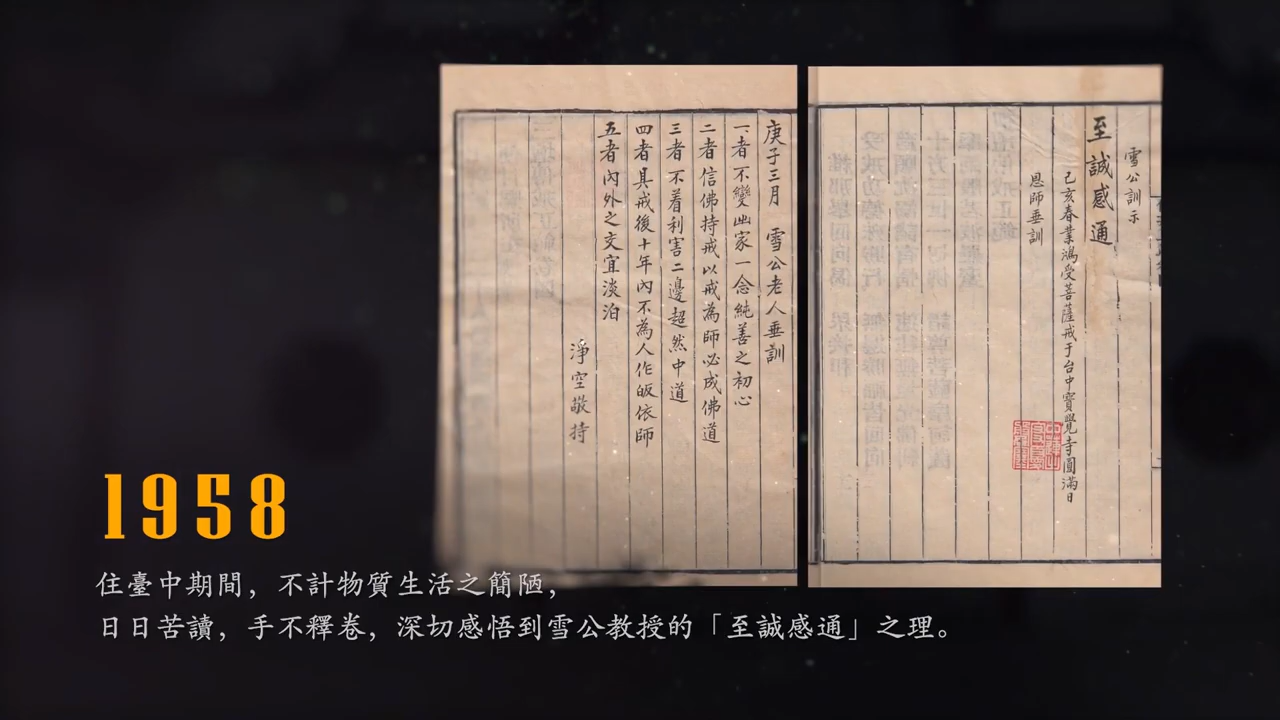 雪公訓示
至誠感通
己亥春業鴻受菩薩戒于台中寶覺寺圓滿日
恩師垂訓
庚子三月 雪公老人垂訓
一者不變出家一念純善之初心
二者信佛持戒以戒為師必成佛道
三者不着利害二邊超然中道
四者具戒後十年內不為人作皈依師
五者內外之交宜淡泊
淨空敬持
1958
住臺中期間，不計物質生活之簡陋，
日日苦讀，手不釋卷，深切感悟到雪公教授的「至誠感通」之理。